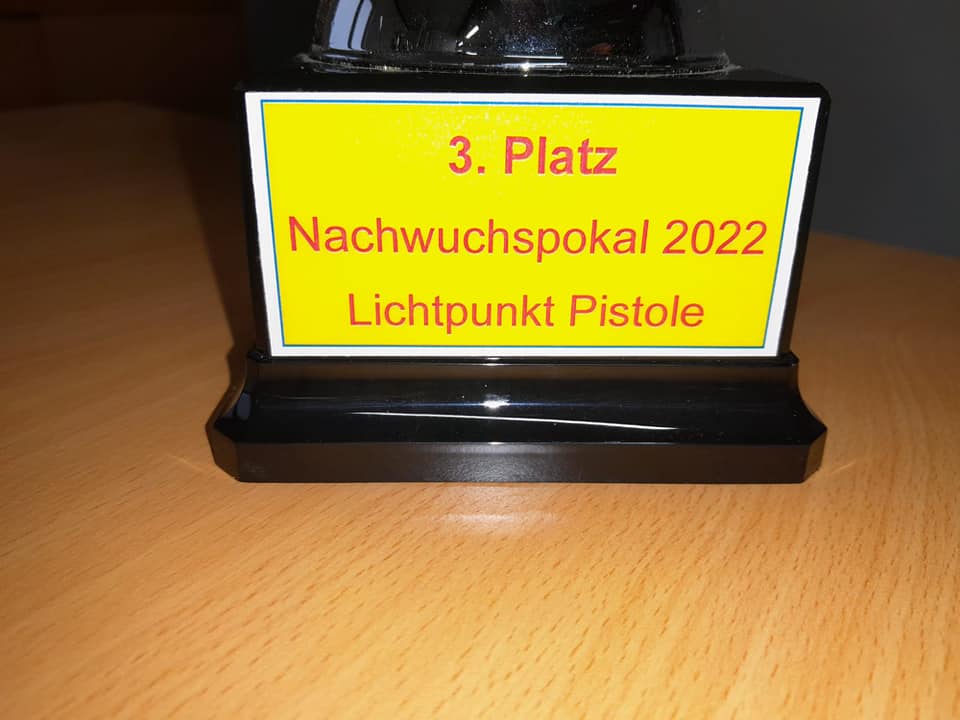 3. Platz
Nachwuchspokal 2022
Lichtpunkt Pistole